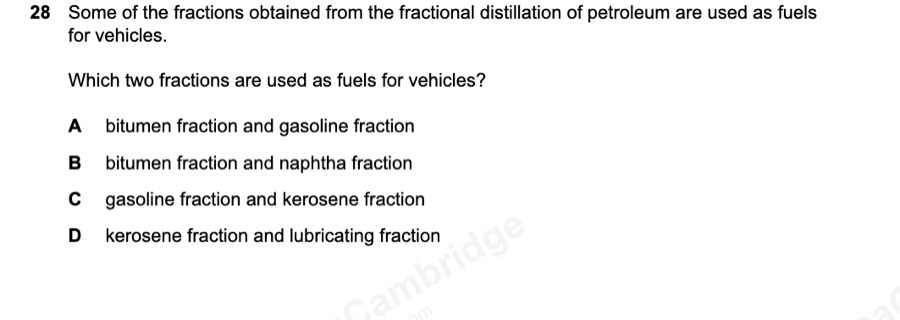 28 Some of the fractions obtained from the fractional distillation of petroleum are used as fuels
for vehicles.
Which two fractions are used as fuels for vehicles?
A bitumen fraction and gasoline fraction
B bitumen fraction and naphtha fraction
C gasoline fraction and kerosene fraction
D kerosene fraction and lubricating fraction
Cambridge